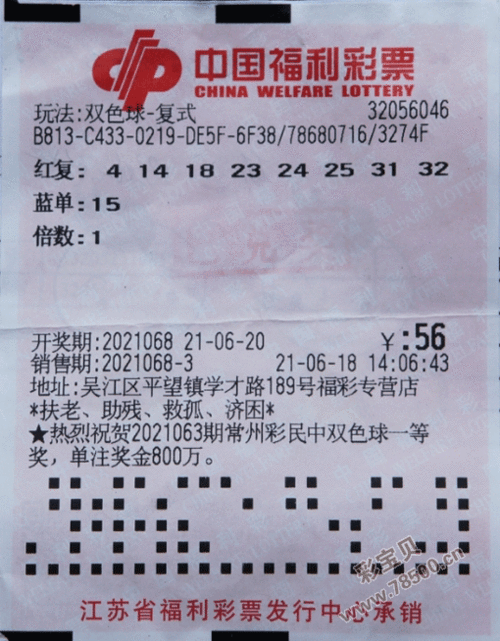 中国福利彩票
CHINA WELFARE LOTTERY
玩法:双色球-复式 32056046
B813-C433-0219-DE5F-6F38/78680716/3274F
红复: 4 14 18 23 24 25 31 32
蓝单:15
倍数:1
开奖期:2021068 21-06-20 ￥:56
销售期:2021068-3 21-06-18 14:06:43
地址:吴江区平望镇学才路189号福彩专营店
*扶老、助残、救孤、济困*
★热烈祝贺2021063期常州彩民中双色球一等
奖，单注奖金800万。
彩宝贝
www.78500.cn
江苏省福利彩票发行中心承销